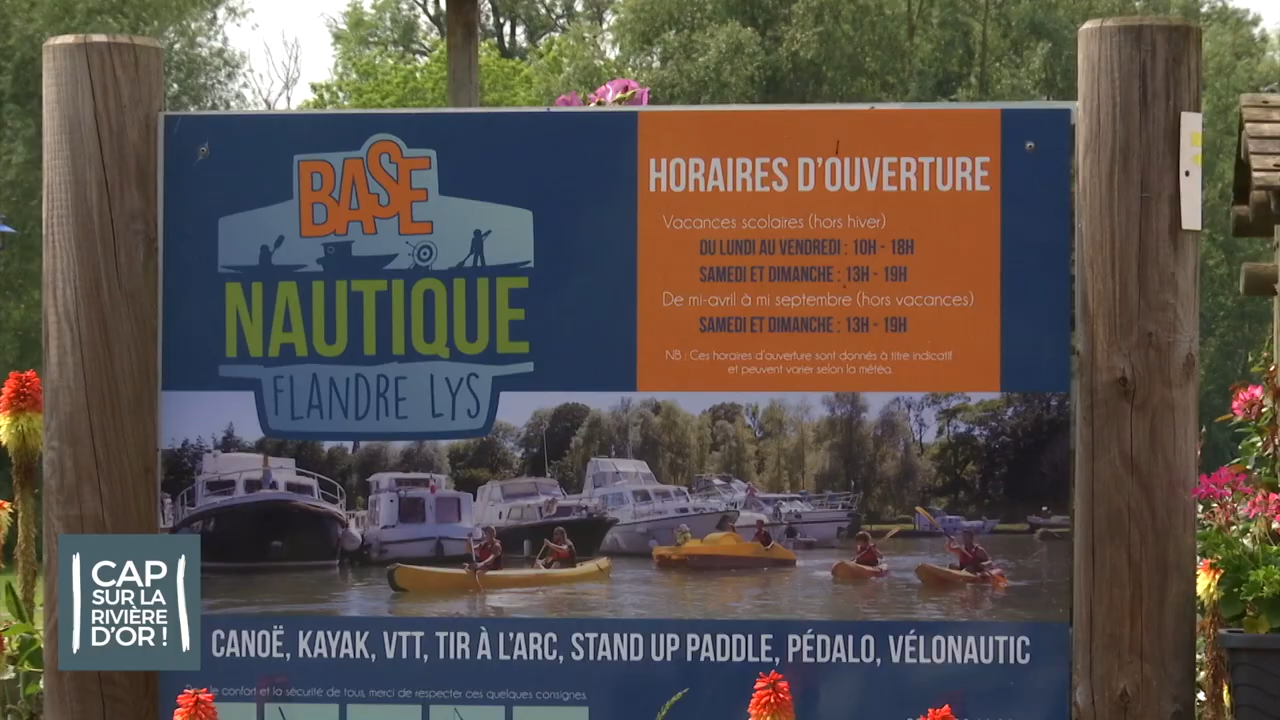 BASE
NAUTIQUE
FLANDRE LYS
HORAIRES D'OUVERTURE
Vacances scolaires (hors hiver)
DU LUNDI AU VENDREDI : 10H - 18H
SAMEDI ET DIMANCHE : 13H - 19H
De mi-avril à mi septembre (hors vacances)
SAMEDI ET DIMANCHE : 13H - 19H
NB : Ces horaires d'ouverture sont donnés à titre indicatif
et peuvent varier selon la météo.
CAP
SUR LA
RIVIÈRE
D'OR !
CANOË, KAYAK, VTT, TIR À L'ARC, STAND UP PADDLE, PÉDALO, VÉLONAUTIC
le confort et la sécurité de tous, merci de respecter ces quelques consignes.